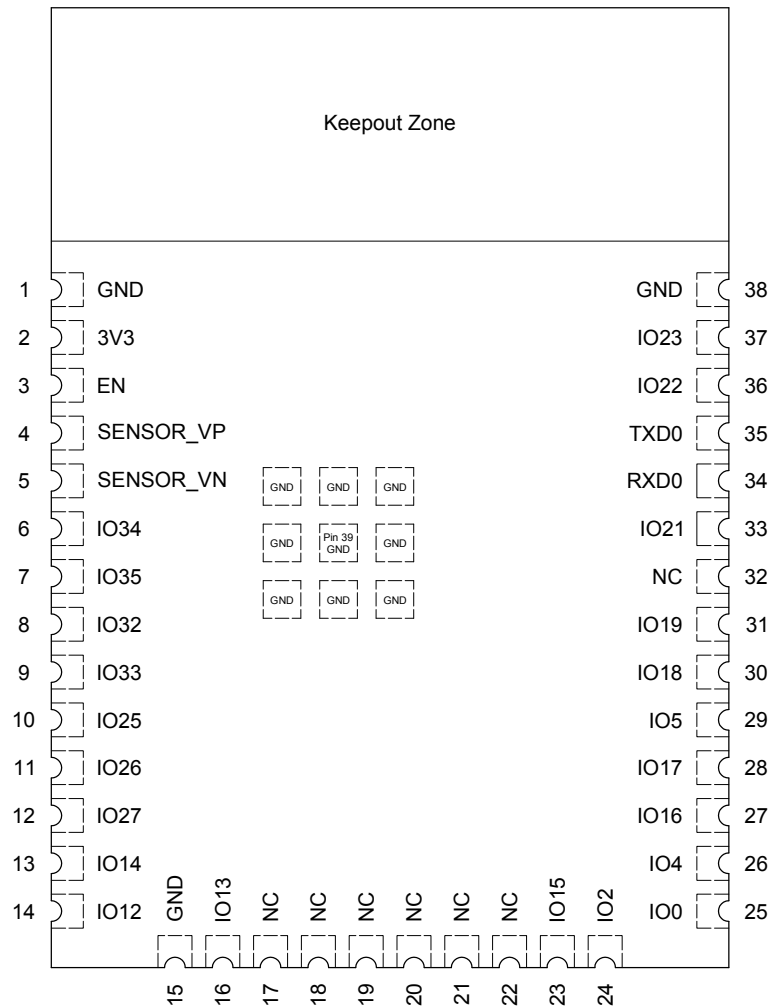 Keepout Zone
1 GND
2 3V3
3 EN
4 SENSOR_VP
5 SENSOR_VN
6 IO34
7 IO35
8 IO32
9 IO33
10 IO25
11 IO26
12 IO27
13 IO14
14 IO12
GND GND GND
GND Pin 39 GND GND
GND GND GND
GND 38
IO23 37
IO22 36
TXD0 35
RXD0 34
IO21 33
NC 32
IO19 31
IO18 30
IO5 29
IO17 28
IO16 27
IO4 26
IO0 25
GND 15
IO13 16
NC 17
NC 18
NC 19
NC 20
NC 21
NC 22
IO15 23
IO2 24